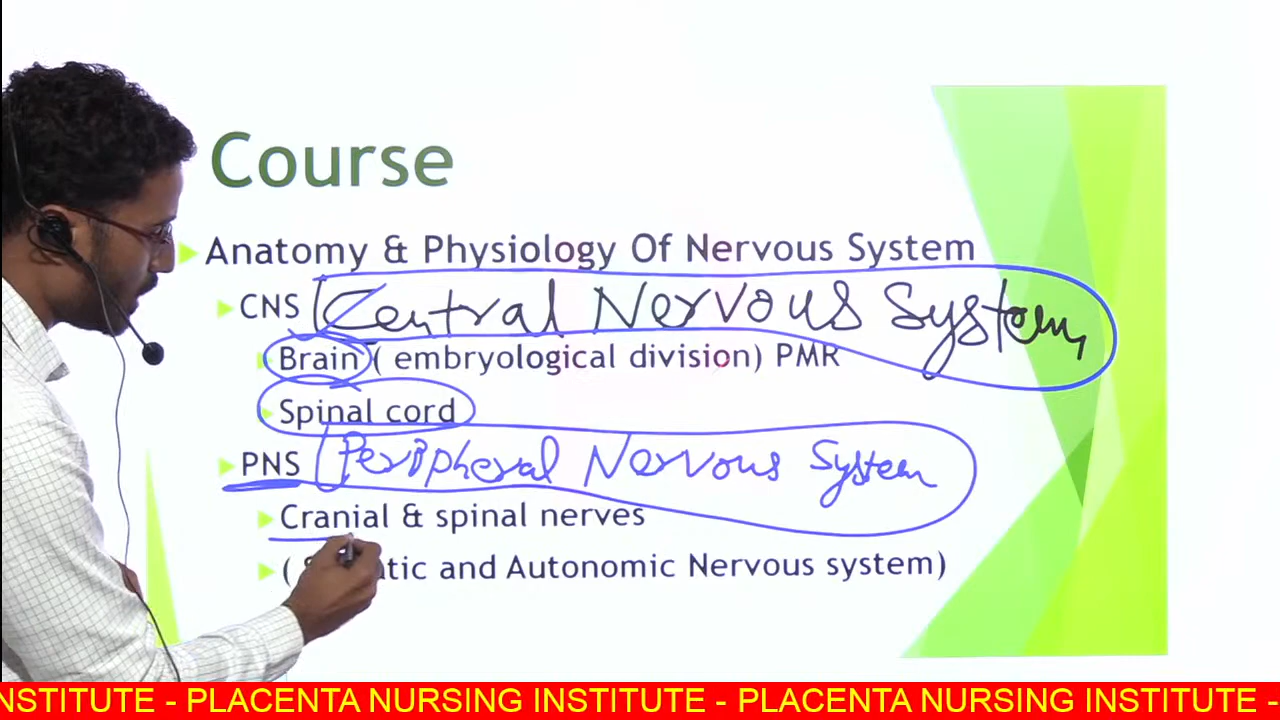 Course
Anatomy & Physiology Of Nervous System
CNS Central Nervous System
Brain ( embryological division) PMR
Spinal cord
PNS Peripheral Nervous System
Cranial & spinal nerves
( and Autonomic Nervous system)
NSTITUTE - PLACENTA NURSING INSTITUTE - PLACENTA NURSING INSTITUTE -